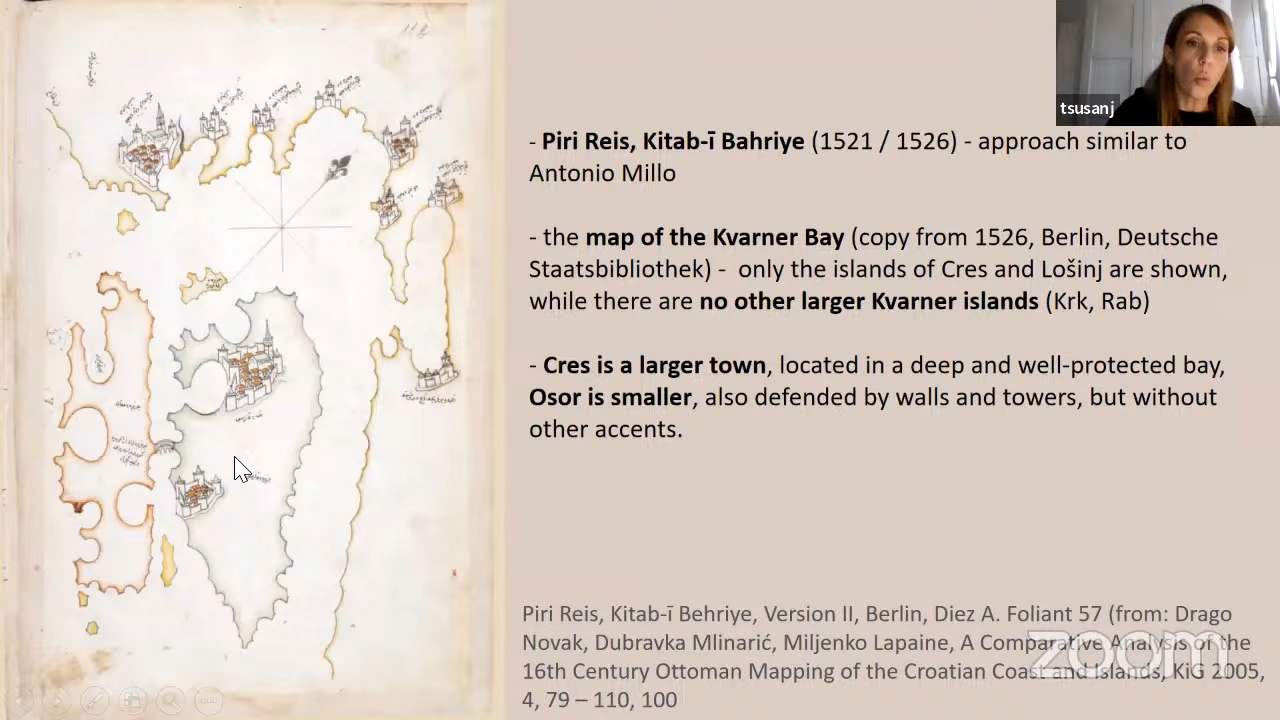 tsusanj
- Piri Reis, Kitab-ī Bahriye (1521 / 1526) - approach similar to
Antonio Millo
- the map of the Kvarner Bay (copy from 1526, Berlin, Deutsche
Staatsbibliothek) - only the islands of Cres and Lošinj are shown,
while there are no other larger Kvarner islands (Krk, Rab)
- Cres is a larger town, located in a deep and well-protected bay,
Osor is smaller, also defended by walls and towers, but without
other accents.
Piri Reis, Kitab-ī Behriye, Version II, Berlin, Diez A. Foliant 57 (from: Drago
Novak, Dubravka Mlinarić, Miljenko Lapaine, A Comparative Analysis of the
16th Century Ottoman Mapping of the Croatian Coast and Islands, KiG 2005,
4, 79 – 110, 100
zoom